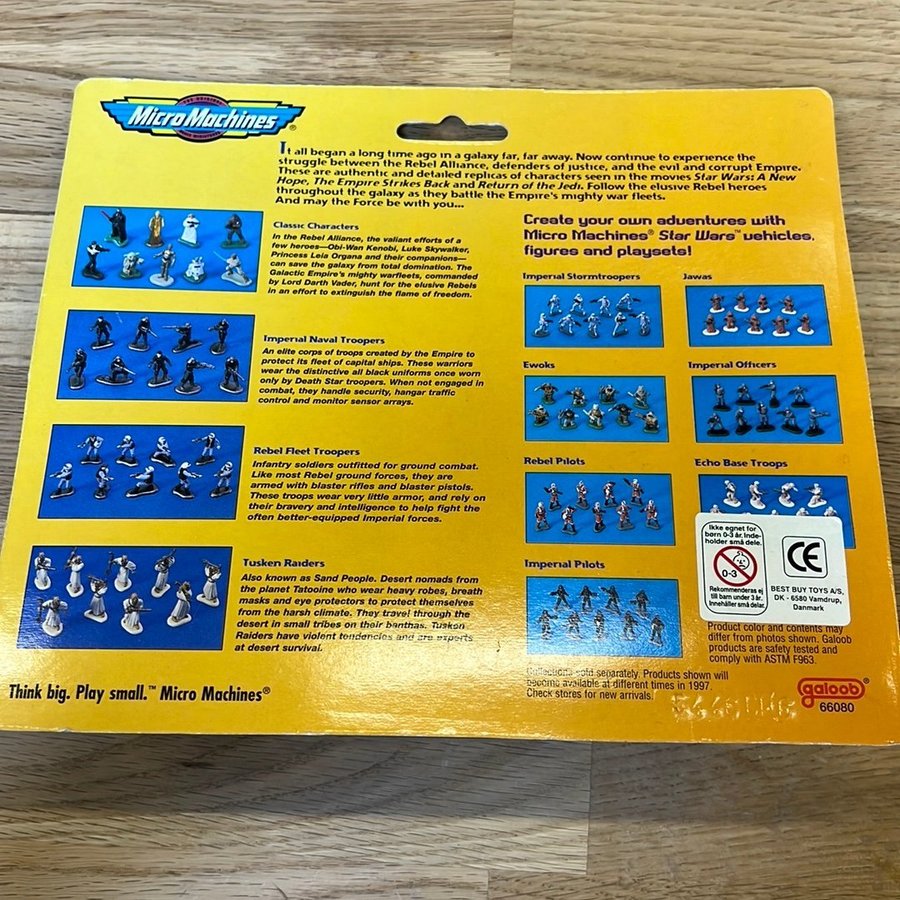 THE ORIGINAL
Micro Machines®
It all began a long time ago in a galaxy far, far away. Now continue to experience the
struggle between the Rebel Alliance, defenders of justice, and the evil and corrupt Empire.
These are authentic and detailed replicas of characters seen in the movies Star Wars: A New
Hope, The Empire Strikes Back and Return of the Jedi. Follow the elusive Rebel heroes
throughout the galaxy as they battle the Empire's mighty war fleets.
And may the Force be with you...
Classic Characters
In the Rebel Alliance, the valiant efforts of a
few heroes—Obi-Wan Kenobi, Luke Skywalker,
Princess Leia Organa and their companions—
can save the galaxy from total domination. The
Galactic Empire's mighty warfleets, commanded
by Lord Darth Vader, hunt for the elusive Rebels
in an effort to extinguish the flame of freedom.
Imperial Naval Troopers
An elite corps of troops created by the Empire to
protect its fleet of capital ships. These warriors
wear the distinctive all black uniforms once worn
only by Death Star troopers. When not engaged in
combat, they handle security, hangar traffic
control and monitor sensor arrays.
Rebel Fleet Troopers
Infantry soldiers outfitted for ground combat.
Like most Rebel ground forces, they are
armed with blaster rifles and blaster pistols.
These troops wear very little armor, and rely on
their bravery and intelligence to help fight the
often better-equipped Imperial forces.
Tusken Raiders
Also known as Sand People. Desert nomads from
the planet Tatooine who wear heavy robes, breath
masks and eye protectors to protect themselves
from the harsh climate. They travel through the
desert in small tribes on their banthas. Tusken
Raiders have violent tendencies and are experts
at desert survival.
Think big. Play small.™ Micro Machines®
Create your own adventures with
Micro Machines® Star Wars™ vehicles,
figures and playsets!
Imperial Stormtroopers
Jawas
Ewoks
Imperial Officers
Rebel Pilots
Echo Base Troops
Imperial Pilots
Ikke egnet for
børn 0-3 år. Inde-
holder små dele.
0-3
Rekommenderas ej
till barn under 3 år.
Innehåller små delar.
CE
BEST BUY TOYS A/S,
DK - 6580 Vamdrup,
Danmark
Product color and contents may
differ from photos shown. Galoob
products are safety tested and
comply with ASTM F963.
Collections sold separately. Products shown will
become available at different times in 1997.
Check stores for new arrivals.
galoob®
66080